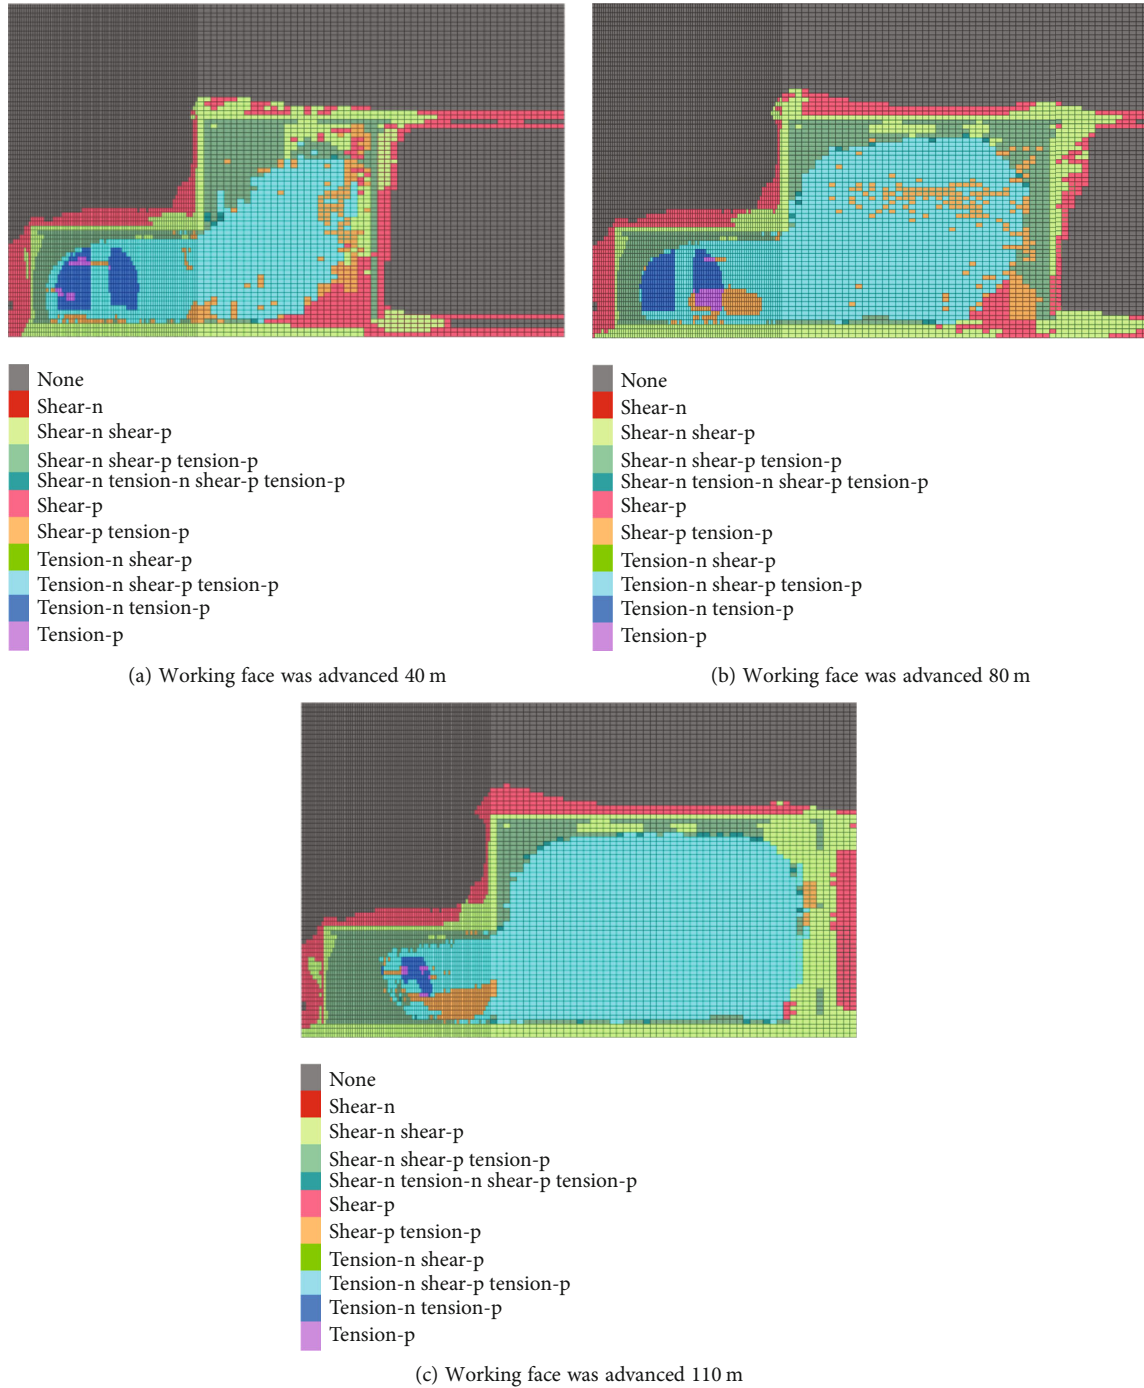 None
Shear-n
Shear-n shear-p
Shear-n shear-p tension-p
Shear-n tension-n shear-p tension-p
Shear-p
Shear-p tension-p
Tension-n shear-p
Tension-n shear-p tension-p
Tension-n tension-p
Tension-p
(a) Working face was advanced 40 m
None
Shear-n
Shear-n shear-p
Shear-n shear-p tension-p
Shear-n tension-n shear-p tension-p
Shear-p
Shear-p tension-p
Tension-n shear-p
Tension-n shear-p tension-p
Tension-n tension-p
Tension-p
(b) Working face was advanced 80 m
None
Shear-n
Shear-n shear-p
Shear-n shear-p tension-p
Shear-n tension-n shear-p tension-p
Shear-p
Shear-p tension-p
Tension-n shear-p
Tension-n shear-p tension-p
Tension-n tension-p
Tension-p
(c) Working face was advanced 110 m